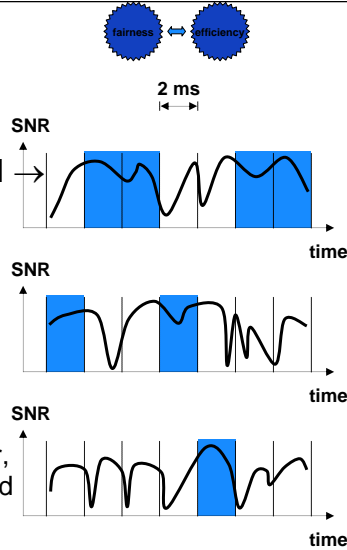 fairness efficiency
2 ms
SNR
→
time
SNR
time
SNR
r,
d
time